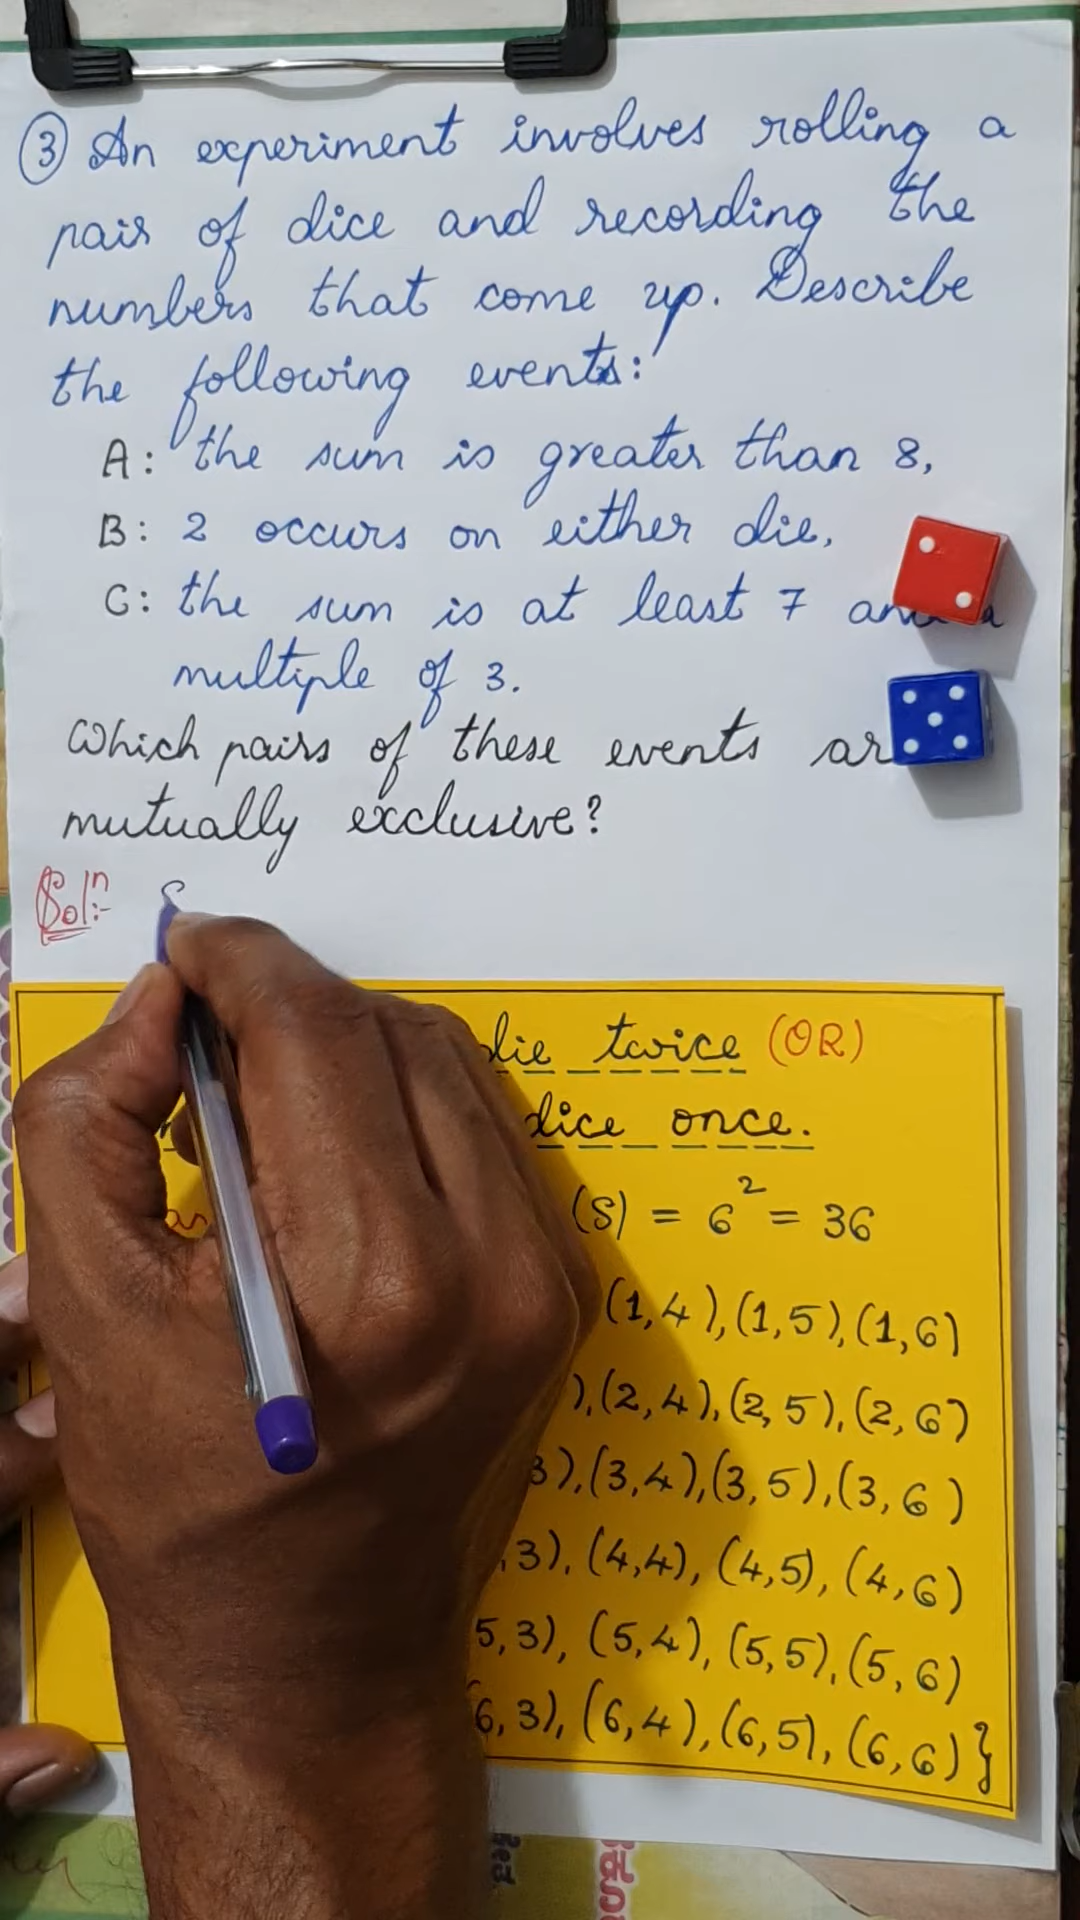 ③ An experiment involves rolling a
pair of dice and recording the
numbers that come up. Describe
the following events:
A: the sum is greater than 8,
B: 2 occurs on either die,
C: the sum is at least 7 and a
multiple of 3.
Which pairs of these events ar
mutually exclusive?
Solⁿ:- S
die twice (OR)
dice once.
(S) = 6² = 36
(1,4), (1,5), (1,6)
), (2,4), (2,5), (2,6)
3), (3,4), (3,5), (3,6)
,3), (4,4), (4,5), (4,6)
5,3), (5,4), (5,5), (5,6)
(6,3), (6,4), (6,5), (6,6)}